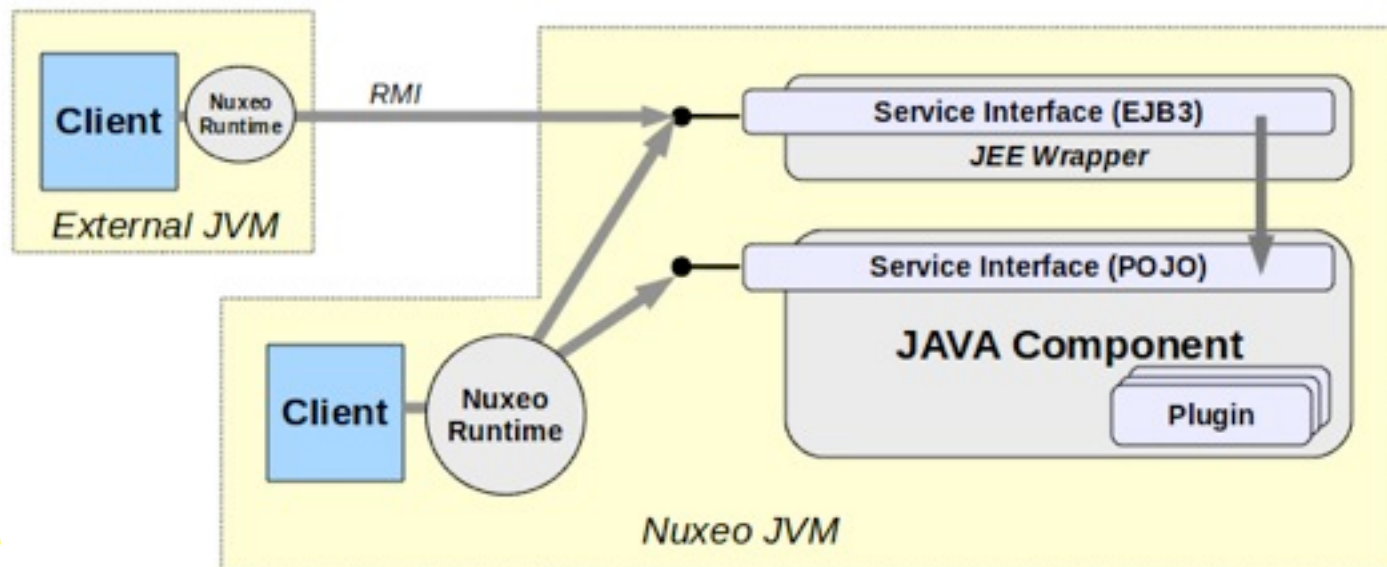 Client
Nuxeo
Runtime
RMI
External JVM
Service Interface (EJB3)
JEE Wrapper
Service Interface (POJO)
JAVA Component
Plugin
Client
Nuxeo
Runtime
Nuxeo JVM